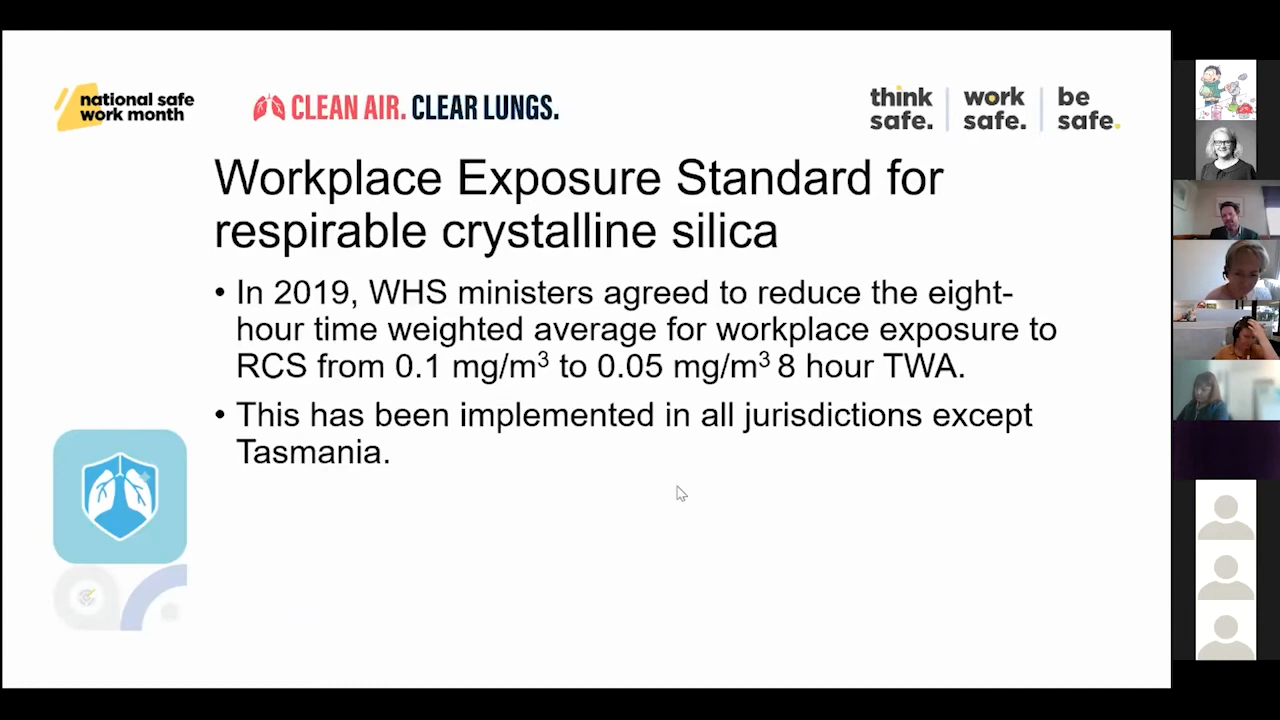 national safe
work month
CLEAN AIR. CLEAR LUNGS.
think
safe.
work
safe.
be
safe.
Workplace Exposure Standard for
respirable crystalline silica
• In 2019, WHS ministers agreed to reduce the eight-
hour time weighted average for workplace exposure to
RCS from 0.1 mg/m³ to 0.05 mg/m³ 8 hour TWA.
• This has been implemented in all jurisdictions except
Tasmania.